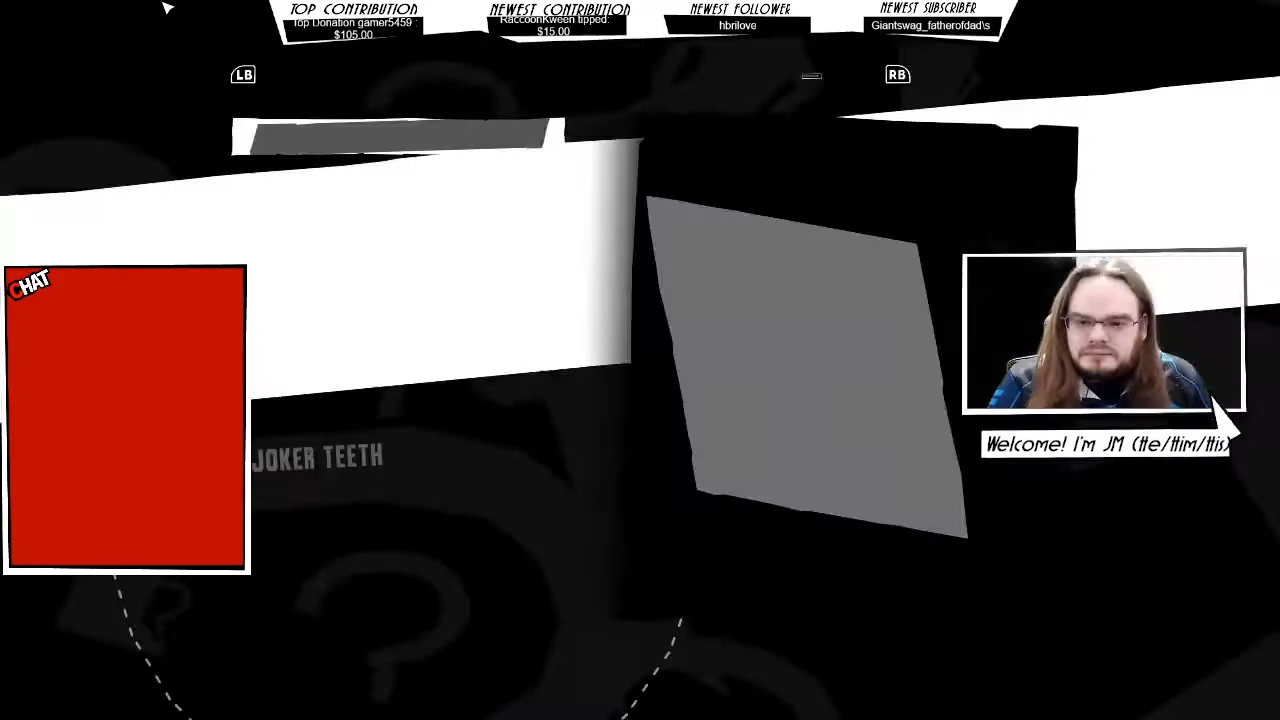 TOP CONTRIBUTION
NEWEST CONTRIBUTION
NEWEST FOLLOWER
NEWEST SUBSCRIBER
Top Donation gamer5459 :
$105.00
RaccoonKween tipped:
$15.00
hbrilove
Giantswag_fatherofdad\s
LB
RB
CHAT
JOKER TEETH
Welcome! I'm JM (He/Him/His)